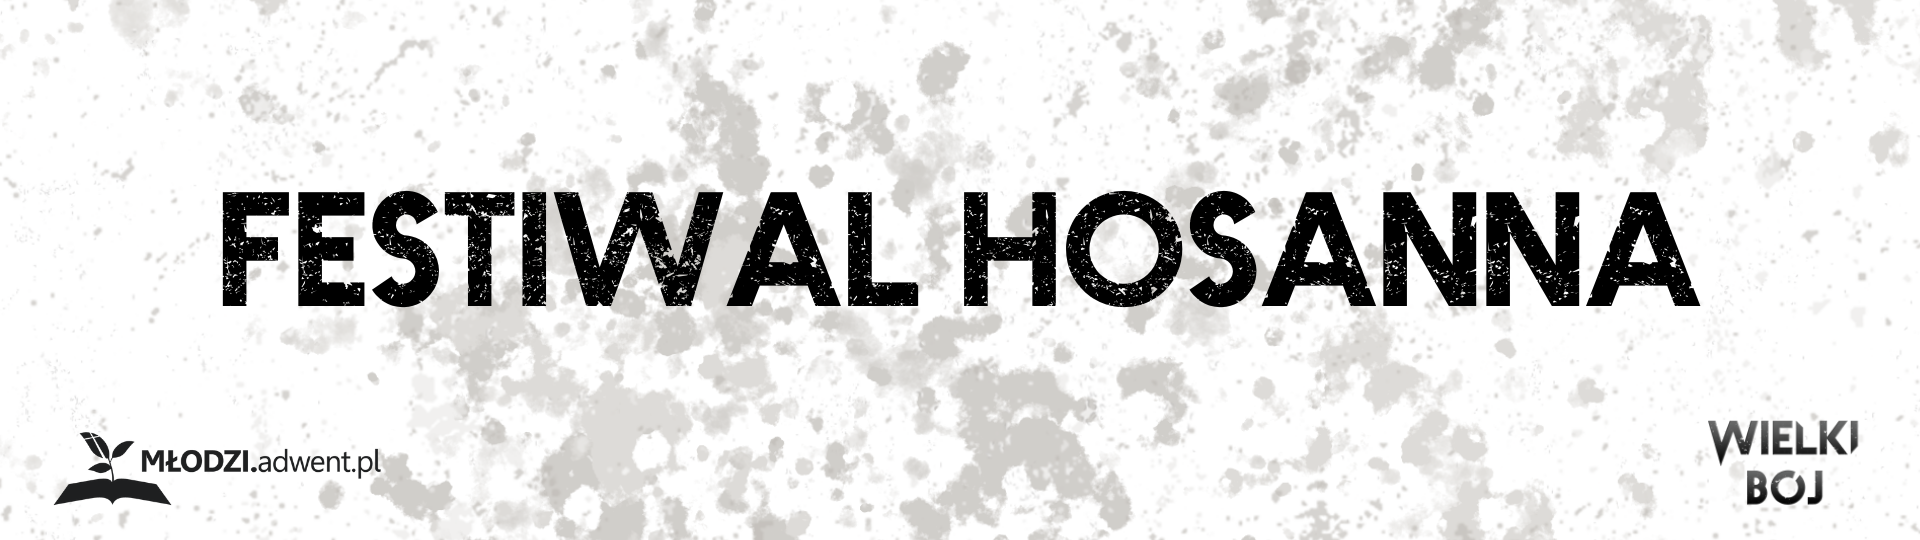 FESTIWAL HOSANNA
MŁODZI.adwent.pl
WIELKI
BÓJ